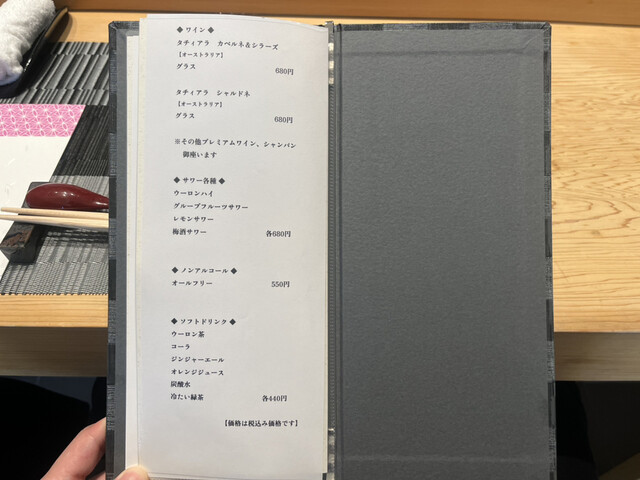 ◆ ワイン ◆
タチィアラ　カベルネ&シラーズ
【オーストラリア】
グラス 680円
タチィアラ　シャルドネ
【オーストラリア】
グラス 680円
※その他プレミアムワイン、シャンパン
御座います
◆ サワー各種 ◆
ウーロンハイ
グループフルーツサワー
レモンサワー
梅酒サワー 各680円
◆ ノンアルコール ◆
オールフリー 550円
◆ ソフトドリンク ◆
ウーロン茶
コーラ
ジンジャーエール
オレンジジュース
炭酸水
冷たい緑茶 各440円
【価格は税込み価格です】